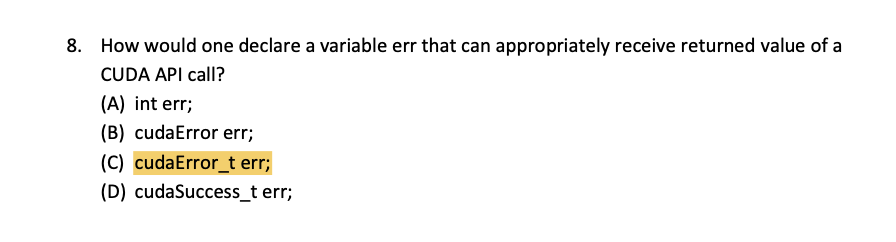 8. How would one declare a variable err that can appropriately receive returned value of a
CUDA API call?
(A) int err;
(B) cudaError err;
(C) cudaError_t err;
(D) cudaSuccess_t err;